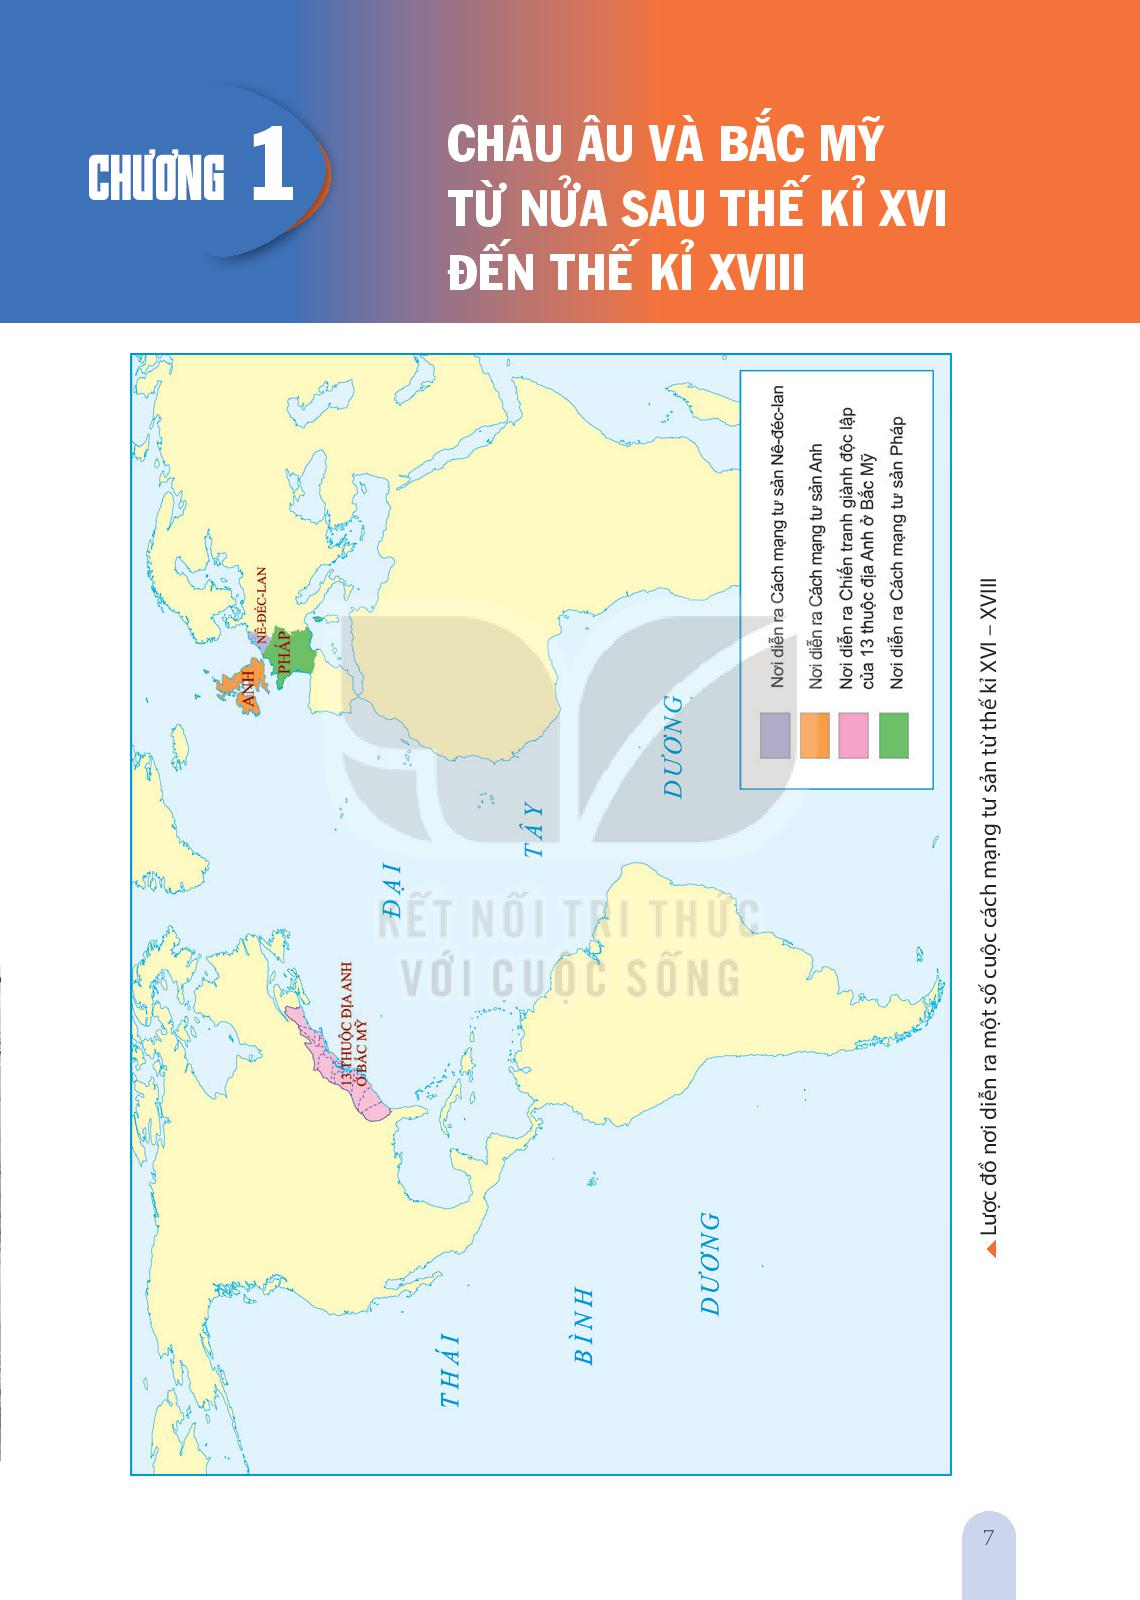 CHƯƠNG 1
CHÂU ÂU VÀ BẮC MỸ
TỪ NỬA SAU THẾ KỈ XVI
ĐẾN THẾ KỈ XVIII
ANH
NÊ-ĐÉC-LAN
PHÁP
13 THUỘC ĐỊA ANH
Ở BẮC MỸ
ĐẠI
TÂY
DƯƠNG
THÁI
BÌNH
DƯƠNG
Nơi diễn ra Cách mạng tư sản Nê-đéc-lan
Nơi diễn ra Cách mạng tư sản Anh
Nơi diễn ra Chiến tranh giành độc lập
của 13 thuộc địa Anh ở Bắc Mỹ
Nơi diễn ra Cách mạng tư sản Pháp
KẾT NỐI TRI THỨC
VỚI CUỘC SỐNG
Lược đồ nơi diễn ra một số cuộc cách mạng tư sản từ thế kỉ XVI – XVIII
7